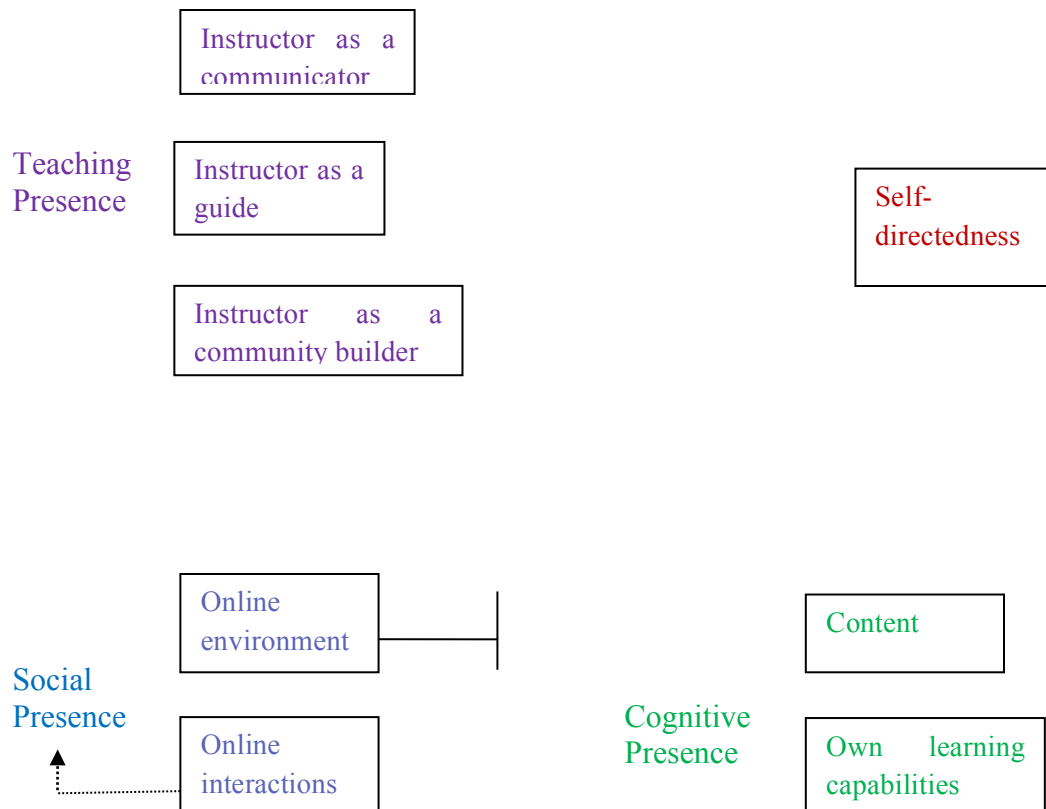 Instructor as a
communicator
Teaching
Presence
Instructor as a
guide
Instructor as a
community builder
Self-
directedness
Online
environment
Social
Presence
Online
interactions
Content
Cognitive
Presence
Own learning
capabilities